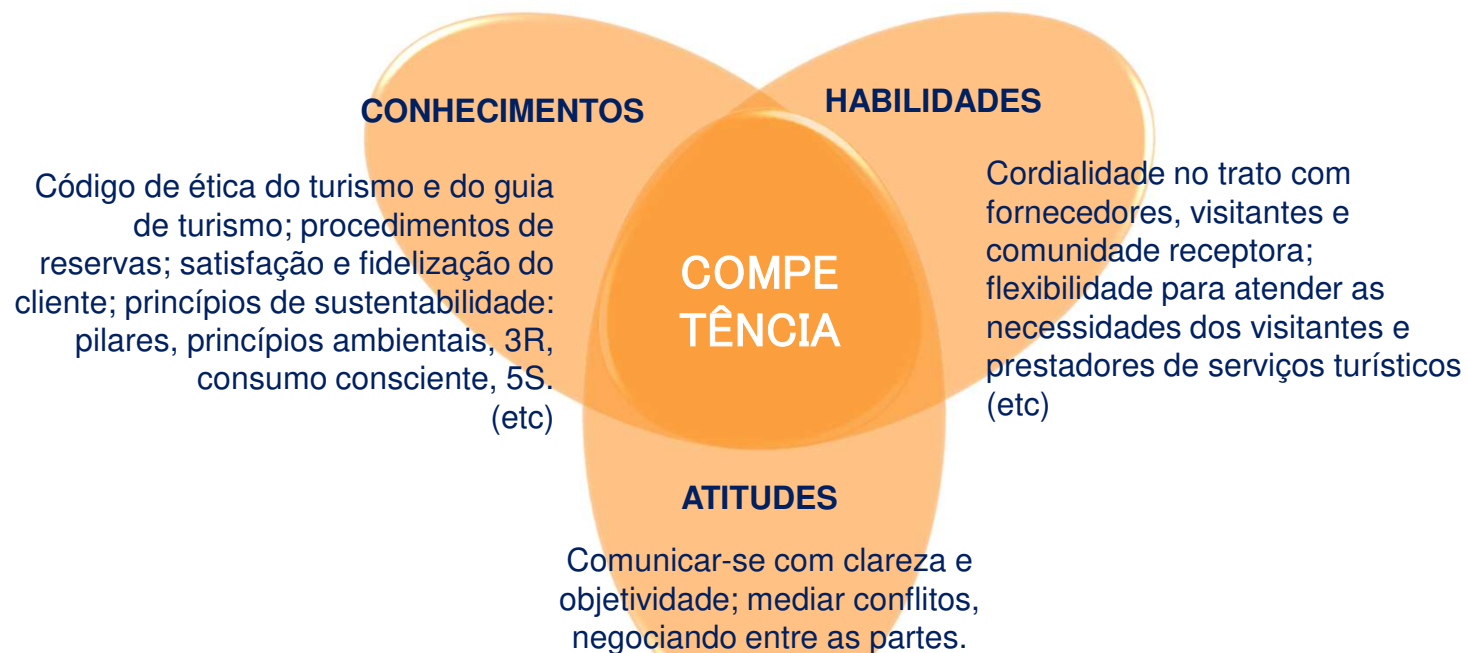 CONHECIMENTOS
Código de ética do turismo e do guia
de turismo; procedimentos de
reservas; satisfação e fidelização do
cliente; princípios de sustentabilidade:
pilares, princípios ambientais, 3R,
consumo consciente, 5S.
(etc)
HABILIDADES
Cordialidade no trato com
fornecedores, visitantes e
comunidade receptora;
flexibilidade para atender as
necessidades dos visitantes e
prestadores de serviços turísticos
(etc)
COMPE
TÊNCIA
ATITUDES
Comunicar-se com clareza e
objetividade; mediar conflitos,
negociando entre as partes.